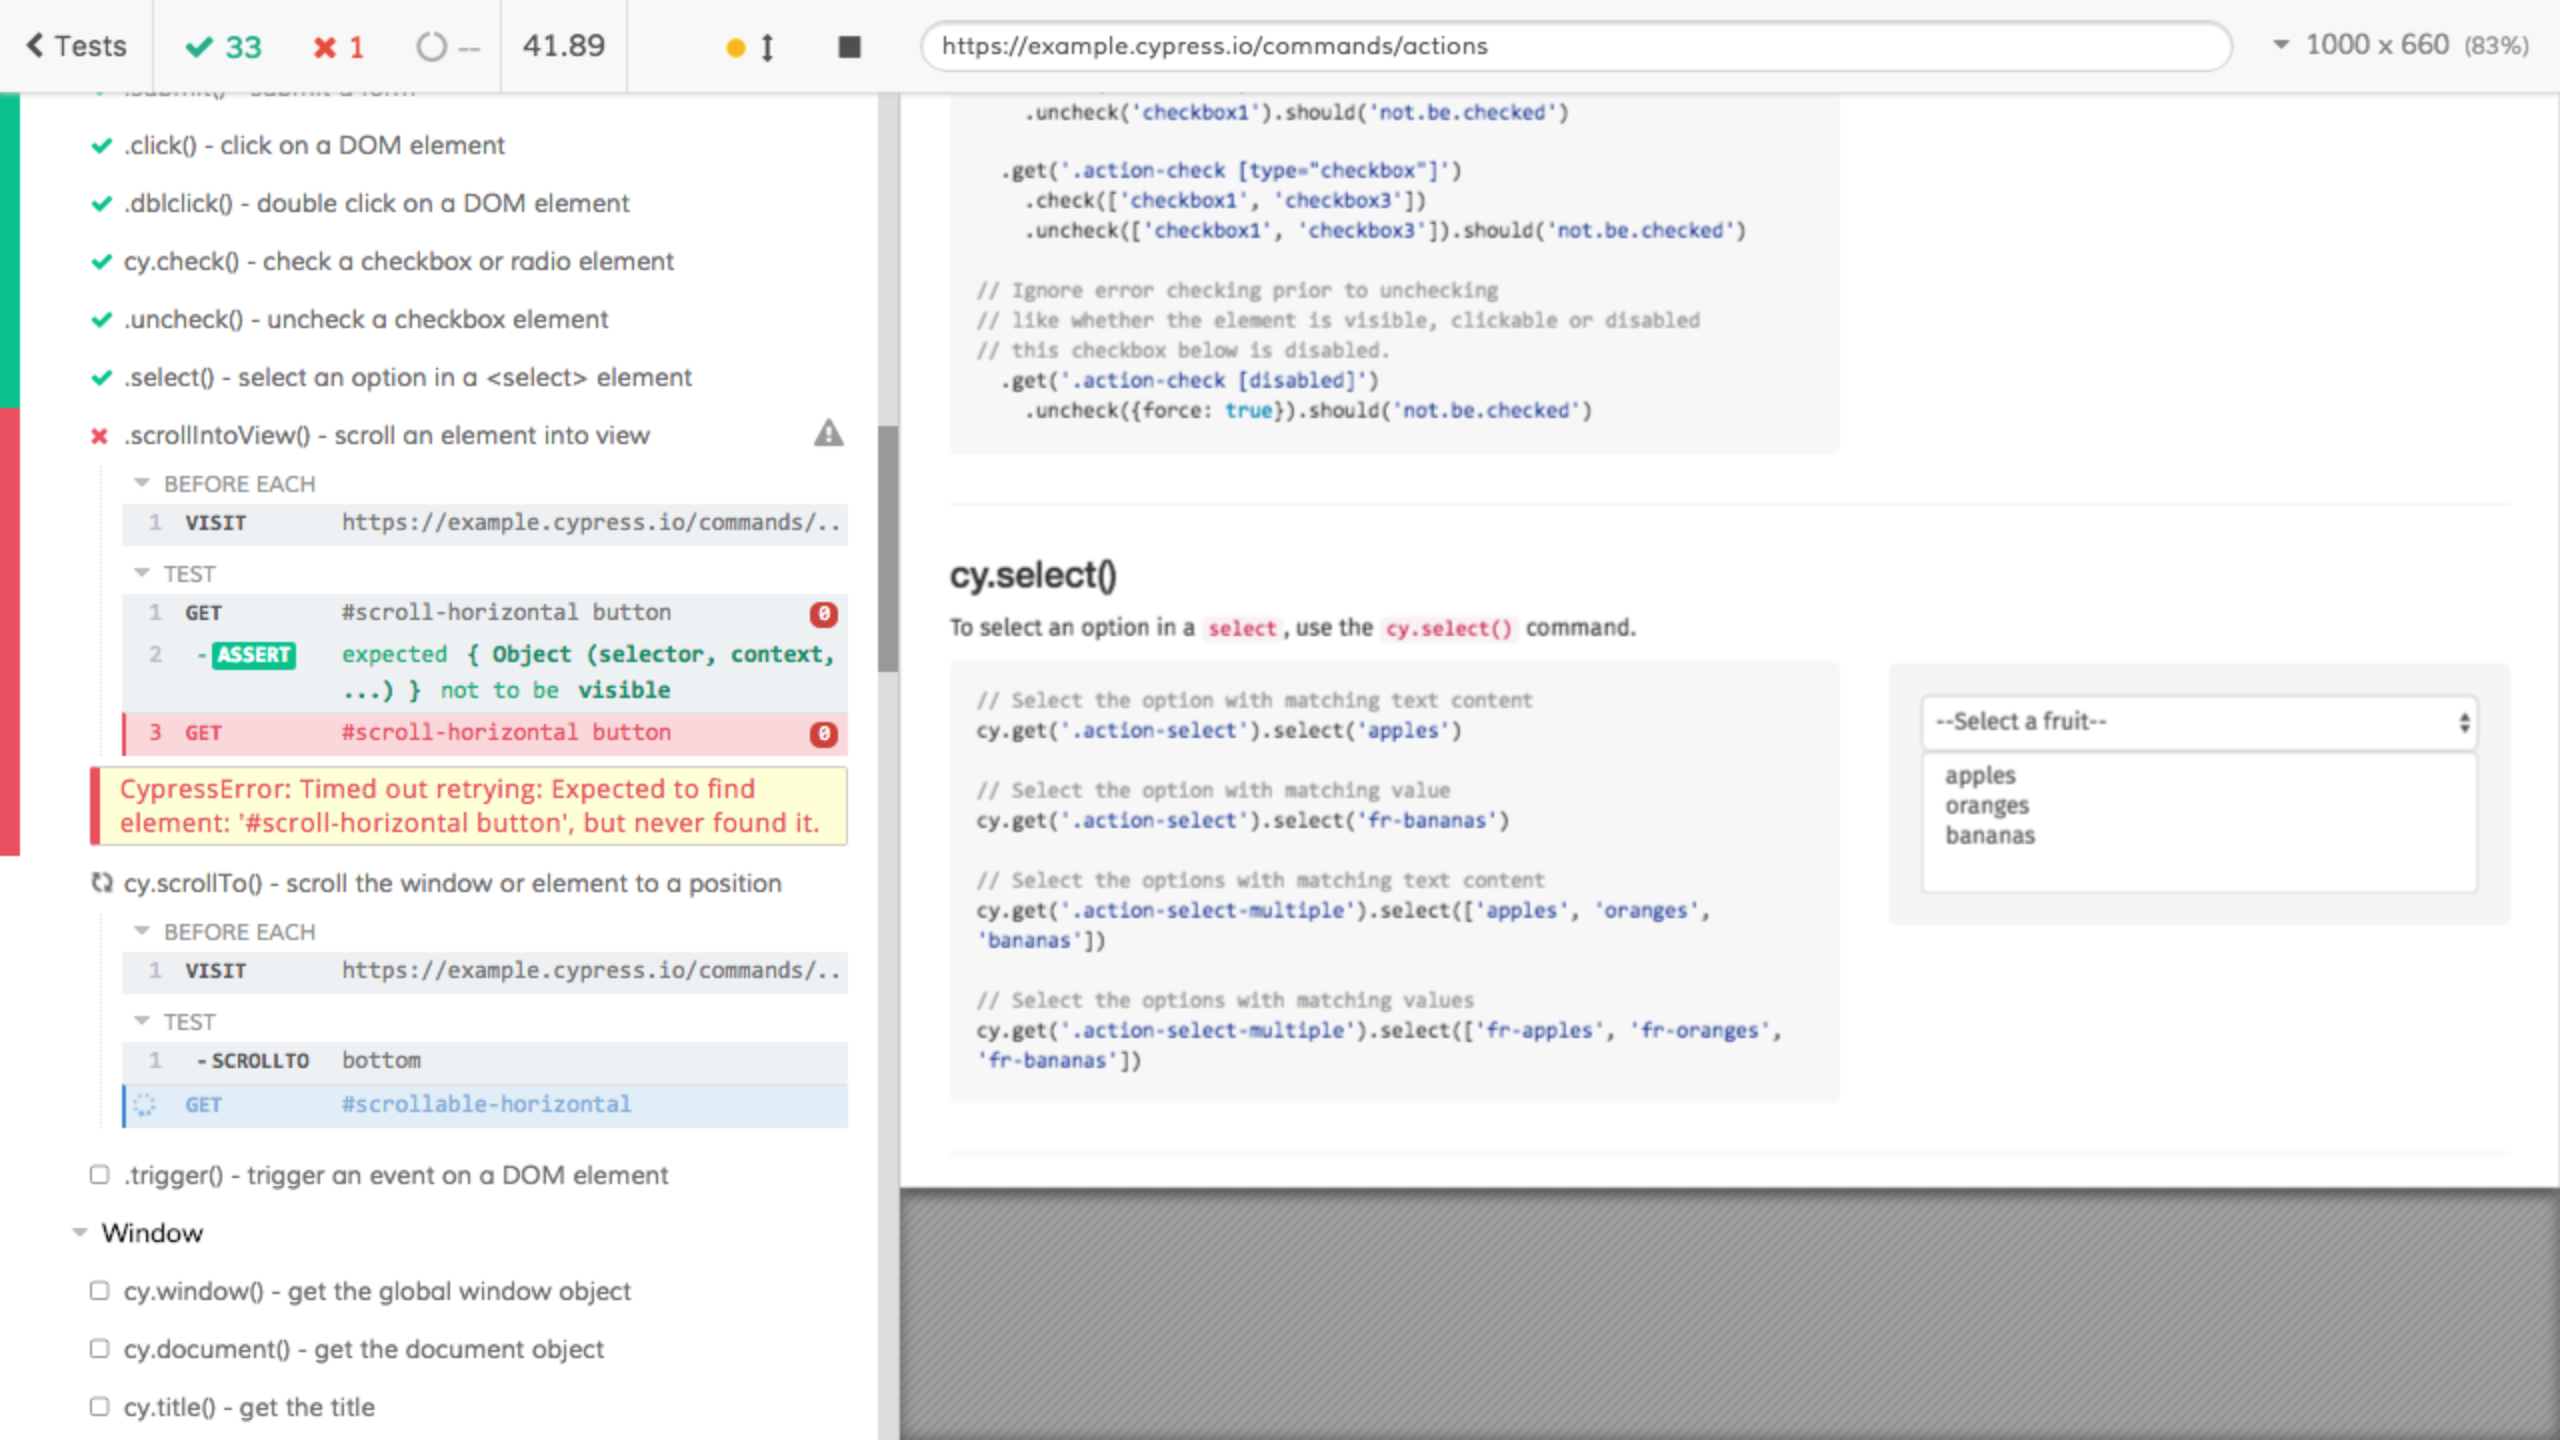 Tests 33 1 -- 41.89 https://example.cypress.io/commands/actions 1000 x 660 (83%)
.submit() - submit a form
.click() - click on a DOM element
.dblclick() - double click on a DOM element
cy.check() - check a checkbox or radio element
.uncheck() - uncheck a checkbox element
.select() - select an option in a <select> element
.scrollIntoView() - scroll an element into view
BEFORE EACH
1 VISIT https://example.cypress.io/commands/..
TEST
1 GET #scroll-horizontal button 0
2 -ASSERT expected { Object (selector, context,
...) } not to be visible
3 GET #scroll-horizontal button 0
CypressError: Timed out retrying: Expected to find
element: '#scroll-horizontal button', but never found it.
cy.scrollTo() - scroll the window or element to a position
BEFORE EACH
1 VISIT https://example.cypress.io/commands/..
TEST
1 -SCROLLTO bottom
GET #scrollable-horizontal
.trigger() - trigger an event on a DOM element
Window
cy.window() - get the global window object
cy.document() - get the document object
cy.title() - get the title
.uncheck('checkbox1').should('not.be.checked')
.get('.action-check [type="checkbox"]')
.check(['checkbox1', 'checkbox3'])
.uncheck(['checkbox1', 'checkbox3']).should('not.be.checked')
// Ignore error checking prior to unchecking
// like whether the element is visible, clickable or disabled
// this checkbox below is disabled.
.get('.action-check [disabled]')
.uncheck({force: true}).should('not.be.checked')
cy.select()
To select an option in a select, use the cy.select() command.
// Select the option with matching text content
cy.get('.action-select').select('apples')
// Select the option with matching value
cy.get('.action-select').select('fr-bananas')
// Select the options with matching text content
cy.get('.action-select-multiple').select(['apples', 'oranges',
'bananas'])
// Select the options with matching values
cy.get('.action-select-multiple').select(['fr-apples', 'fr-oranges',
'fr-bananas'])
--Select a fruit--
apples
oranges
bananas